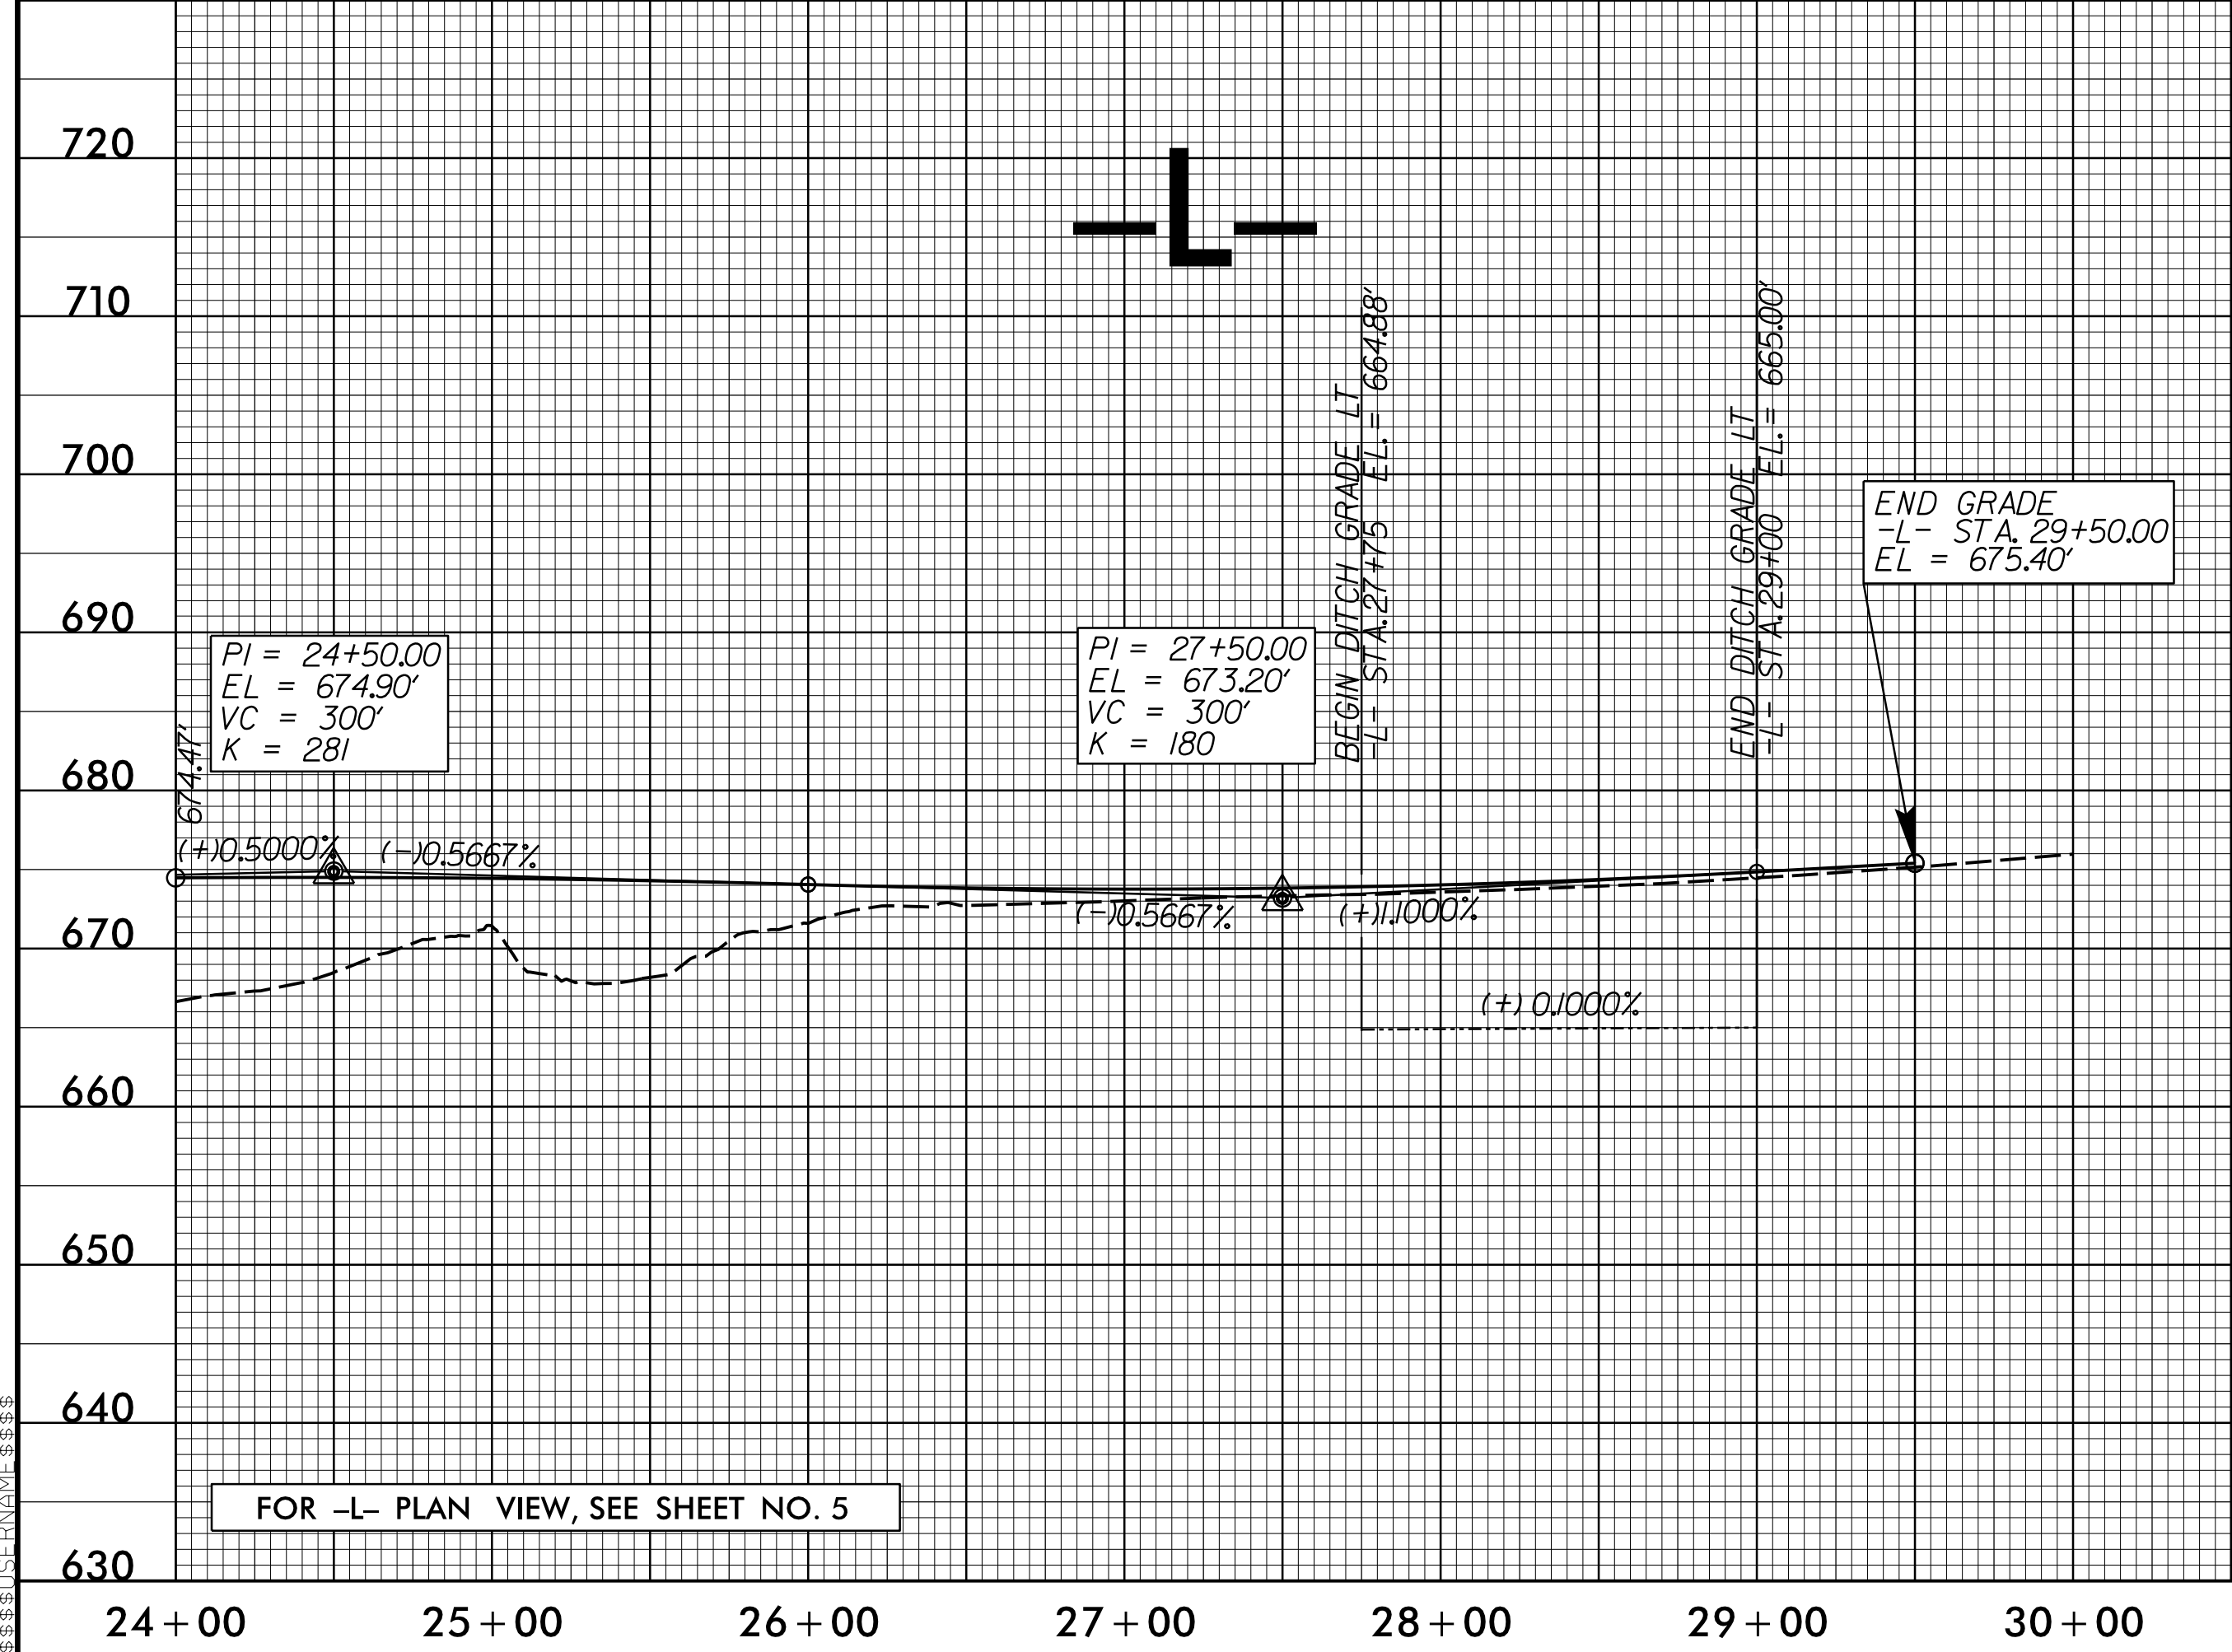 720
710
700
690
680
670
660
650
640
630
-L-
BEGIN DITCH GRADE LT
-L- STA. 27+75 EL. = 664.88'
END DITCH GRADE LT
-L- STA. 29+00 EL. = 665.00'
END GRADE
-L- STA. 29+50.00
EL = 675.40'
PI = 24+50.00
EL = 674.90'
VC = 300'
K = 281
PI = 27+50.00
EL = 673.20'
VC = 300'
K = 180
674.47'
(+)0.5000%
(-)0.5667%
(-)0.5667%
(+)1.1000%
(+) 0.1000%
FOR -L- PLAN VIEW, SEE SHEET NO. 5
24+00 25+00 26+00 27+00 28+00 29+00 30+00
$$$$$USERNAME$$$$$